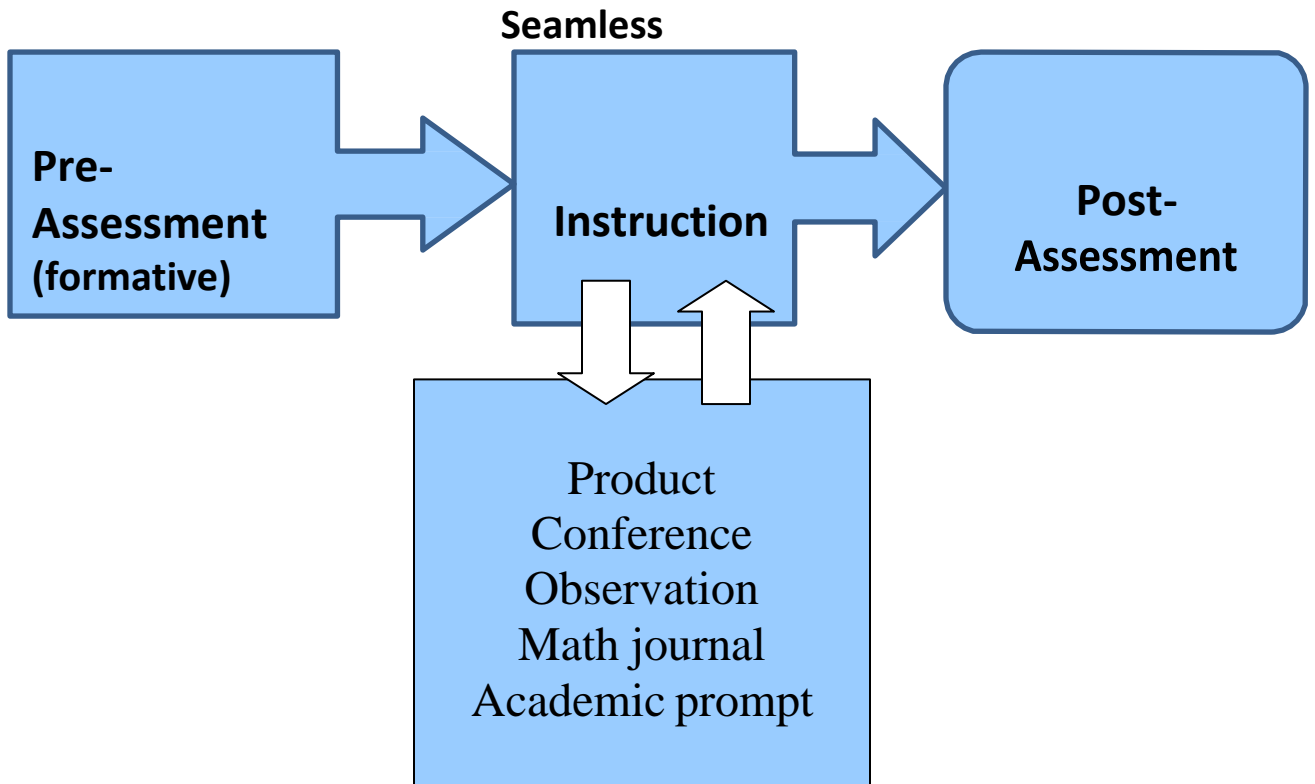 Seamless
Pre-
Assessment
(formative)
Instruction
Post-
Assessment
Product
Conference
Observation
Math journal
Academic prompt